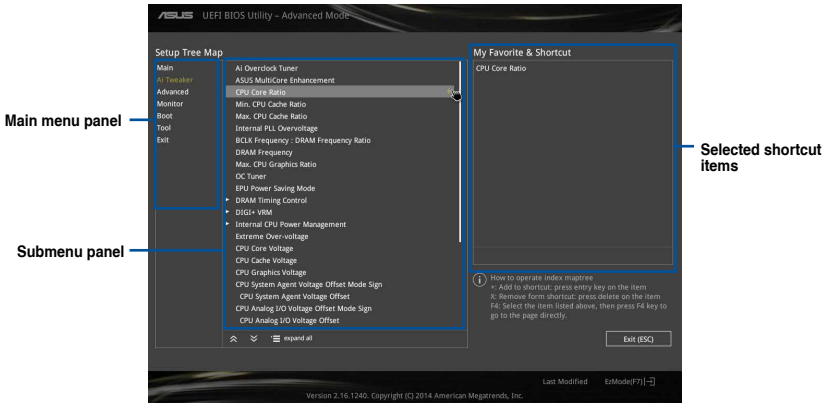 ASUS UEFI BIOS Utility – Advanced Mode
Setup Tree Map
My Favorite & Shortcut
Main
Ai Tweaker
Advanced
Monitor
Boot
Tool
Exit
Ai Overclock Tuner
ASUS MultiCore Enhancement
CPU Core Ratio
Min. CPU Cache Ratio
Max. CPU Cache Ratio
Internal PLL Overvoltage
BCLK Frequency : DRAM Frequency Ratio
DRAM Frequency
Max. CPU Graphics Ratio
OC Tuner
EPU Power Saving Mode
DRAM Timing Control
DIGI+ VRM
Internal CPU Power Management
Extreme Over-voltage
CPU Core Voltage
CPU Cache Voltage
CPU Graphics Voltage
CPU System Agent Voltage Offset Mode Sign
CPU System Agent Voltage Offset
CPU Analog I/O Voltage Offset Mode Sign
CPU Analog I/O Voltage Offset
expand all
CPU Core Ratio
How to operate index maptree
+: Add to shortcut: press entry key on the item
X: Remove form shortcut: press delete on the item
F4: Select the item listed above, then press F4 key to
go to the page directly.
Exit (ESC)
Last Modified
EzMode(F7)
Version 2.16.1240. Copyright (C) 2014 American Megatrends, Inc.
Main menu panel
Submenu panel
Selected shortcut
items